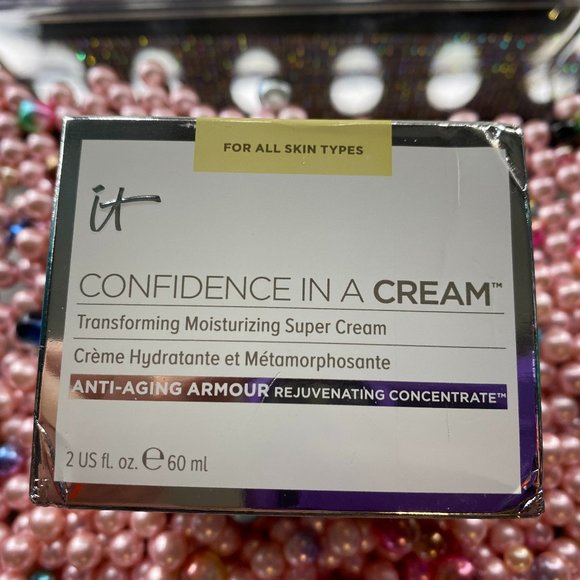 FOR ALL SKIN TYPES
it
CONFIDENCE IN A CREAM™
Transforming Moisturizing Super Cream
Crème Hydratante et Métamorphosante
ANTI-AGING ARMOUR REJUVENATING CONCENTRATE™
2 US fl. oz. ℮ 60 ml